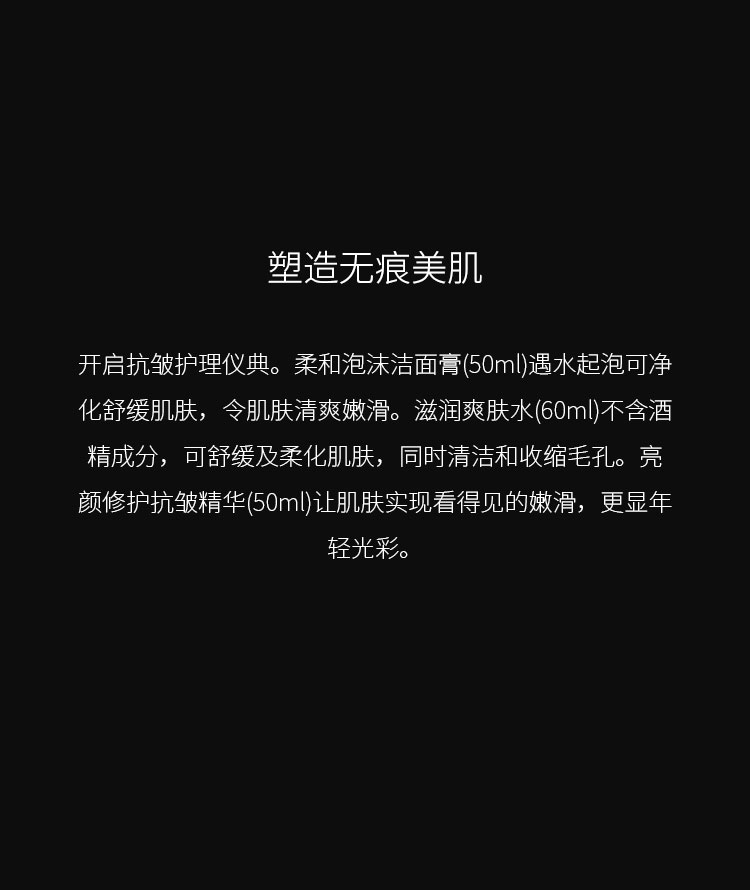 塑造无痕美肌
开启抗皱护理仪典。柔和泡沫洁面膏(50ml)遇水起泡可净
化舒缓肌肤，令肌肤清爽嫩滑。滋润爽肤水(60ml)不含酒
精成分，可舒缓及柔化肌肤，同时清洁和收缩毛孔。亮
颜修护抗皱精华(50ml)让肌肤实现看得见的嫩滑，更显年
轻光彩。